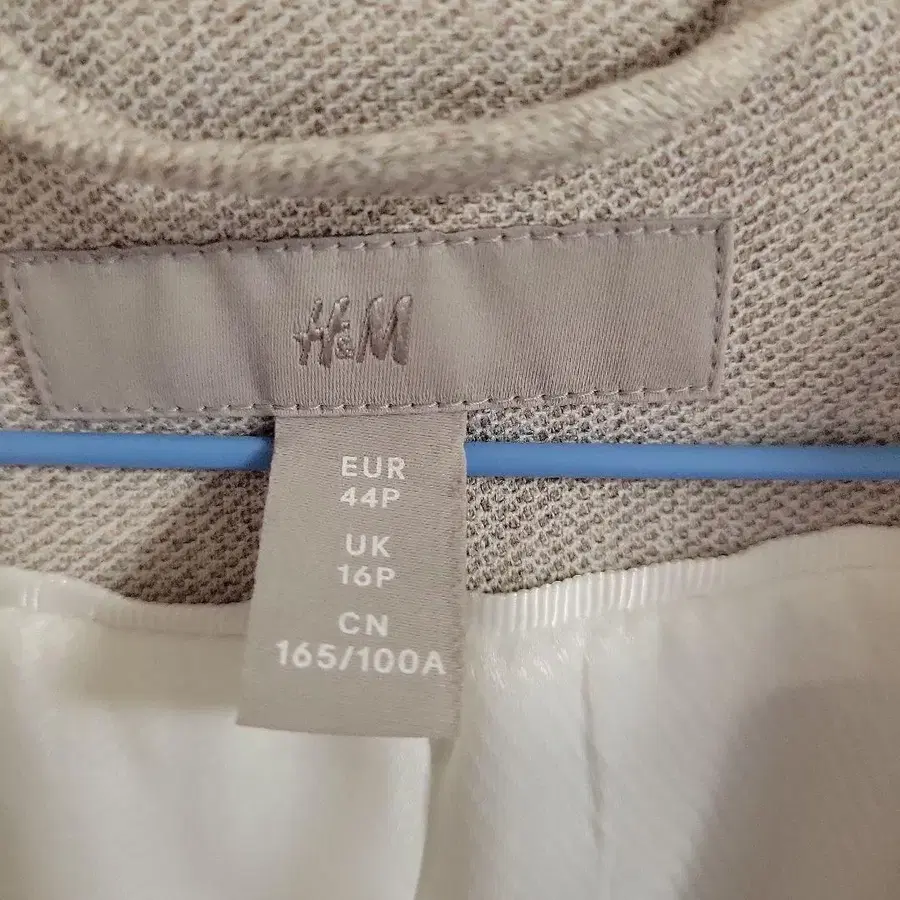 H&M
EUR
44P
UK
16P
CN
165/100A